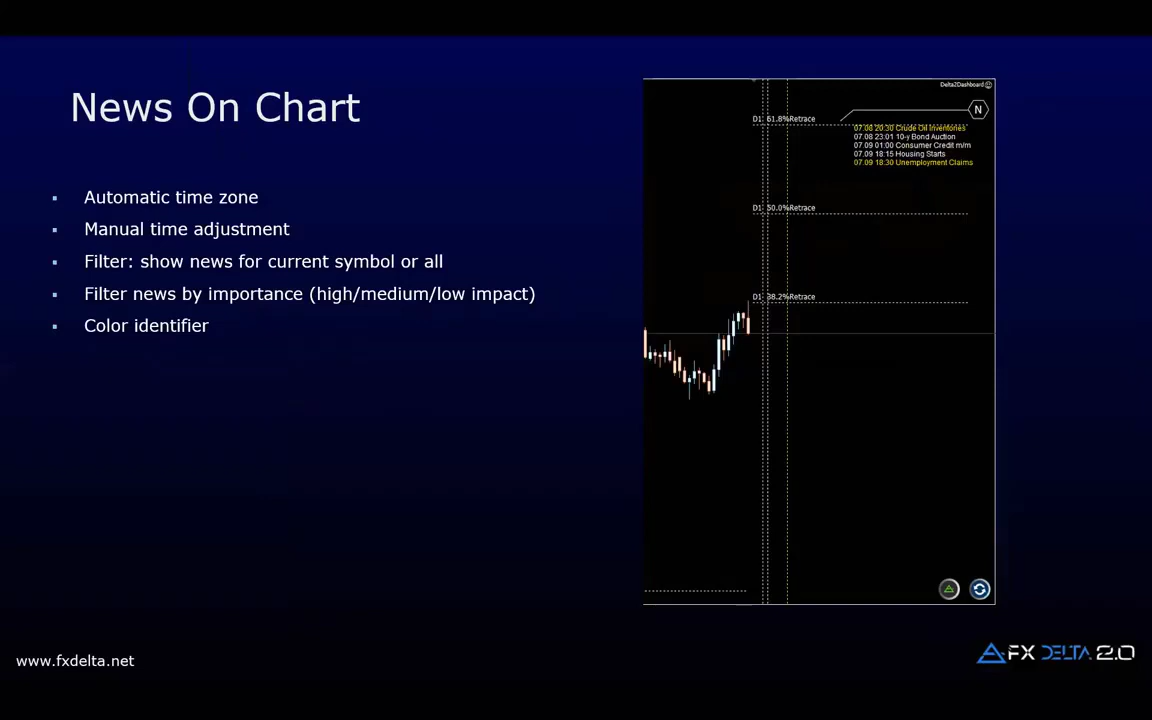 News On Chart
Automatic time zone
Manual time adjustment
Filter: show news for current symbol or all
Filter news by importance (high/medium/low impact)
Color identifier
Delta2Dashboard
N
D1 61.8%Retrace
07.08 20:30 Crude Oil Inventories
07.08 23:01 10-y Bond Auction
07.09 01:00 Consumer Credit m/m
07.09 18:15 Housing Starts
07.09 18:30 Unemployment Claims
D1 50.0%Retrace
D1 38.2%Retrace
www.fxdelta.net
FX DELTA 2.0